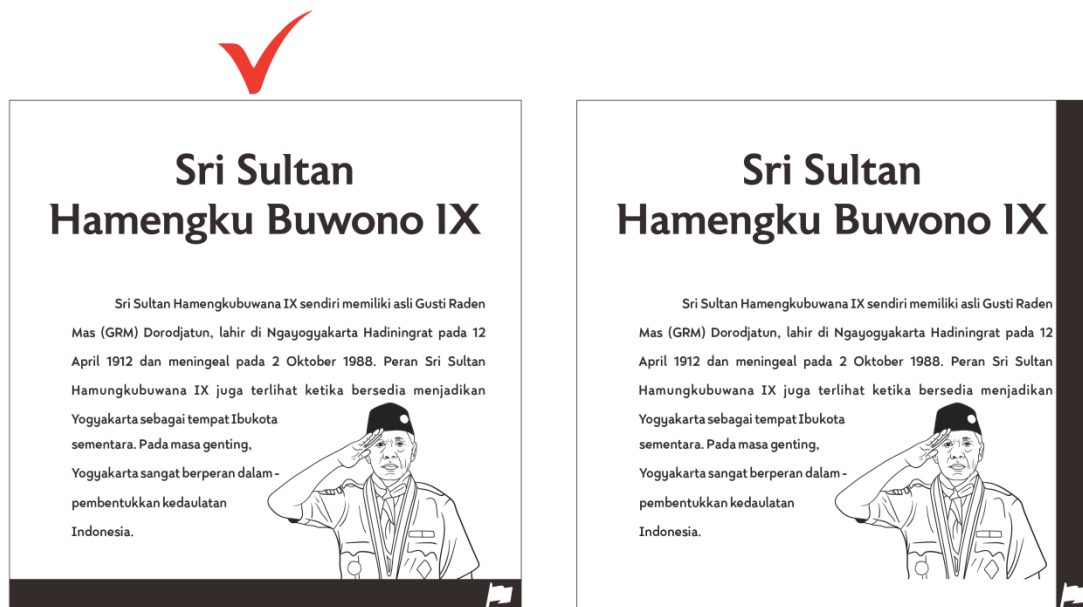 Sri Sultan
Hamengku Buwono IX
Sri Sultan Hamengkubuwana IX sendiri memiliki asli Gusti Raden
Mas (GRM) Dorodjatun, lahir di Ngayogyakarta Hadiningrat pada 12
April 1912 dan meningeal pada 2 Oktober 1988. Peran Sri Sultan
Hamungkubuwana IX juga terlihat ketika bersedia menjadikan
Yogyakarta sebagai tempat Ibukota
sementara. Pada masa genting,
Yogyakarta sangat berperan dalam -
pembentukkan kedaulatan
Indonesia.
Sri Sultan
Hamengku Buwono IX
Sri Sultan Hamengkubuwana IX sendiri memiliki asli Gusti Raden
Mas (GRM) Dorodjatun, lahir di Ngayogyakarta Hadiningrat pada 12
April 1912 dan meningeal pada 2 Oktober 1988. Peran Sri Sultan
Hamungkubuwana IX juga terlihat ketika bersedia menjadikan
Yogyakarta sebagai tempat Ibukota
sementara. Pada masa genting,
Yogyakarta sangat berperan dalam -
pembentukkan kedaulatan
Indonesia.